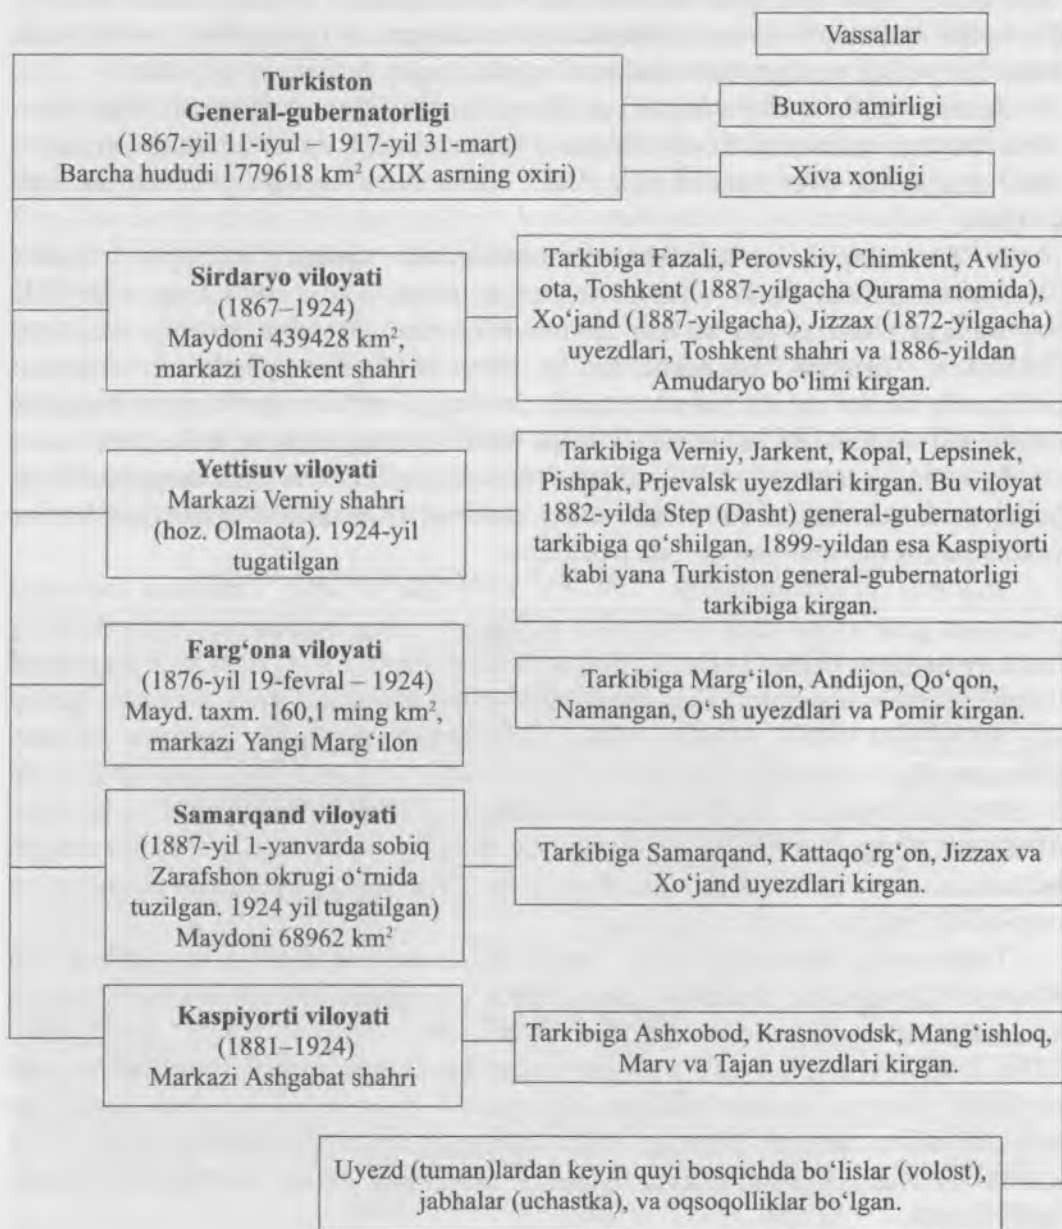 Vassallar
Turkiston
General-gubernatorligi
(1867-yil 11-iyul – 1917-yil 31-mart)
Barcha hududi 1779618 km² (XIX asrning oxiri)
Buxoro amirligi
Xiva xonligi
Sirdaryo viloyati
(1867–1924)
Maydoni 439428 km²,
markazi Toshkent shahri
Tarkibiga Fazali, Perovskiy, Chimkent, Avliyo
ota, Toshkent (1887-yilgacha Qurama nomida),
Xo‘jand (1887-yilgacha), Jizzax (1872-yilgacha)
uyezdlari, Toshkent shahri va 1886-yildan
Amudaryo bo‘limi kirgan.
Yettisuv viloyati
Markazi Verniy shahri
(hoz. Olmaota). 1924-yil
tugatilgan
Tarkibiga Verniy, Jarkent, Kopal, Lepsinek,
Pishpak, Prjevalsk uyezdlari kirgan. Bu viloyat
1882-yilda Step (Dasht) general-gubernatorligi
tarkibiga qo‘shilgan, 1899-yildan esa Kaspiyorti
kabi yana Turkiston general-gubernatorligi
tarkibiga kirgan.
Farg‘ona viloyati
(1876-yil 19-fevral – 1924)
Mayd. taxm. 160,1 ming km²,
markazi Yangi Marg‘ilon
Tarkibiga Marg‘ilon, Andijon, Qo‘qon,
Namangan, O‘sh uyezdlari va Pomir kirgan.
Samarqand viloyati
(1887-yil 1-yanvarda sobiq
Zarafshon okrugi o‘rnida
tuzilgan. 1924 yil tugatilgan)
Maydoni 68962 km²
Tarkibiga Samarqand, Kattaqo‘rg‘on, Jizzax va
Xo‘jand uyezdlari kirgan.
Kaspiyorti viloyati
(1881–1924)
Markazi Ashgabat shahri
Tarkibiga Ashxobod, Krasnovodsk, Mang‘ishloq,
Marv va Tajan uyezdlari kirgan.
Uyezd (tuman)lardan keyin quyi bosqichda bo‘lislar (volost),
jabhalar (uchastka), va oqsoqolliklar bo‘lgan.